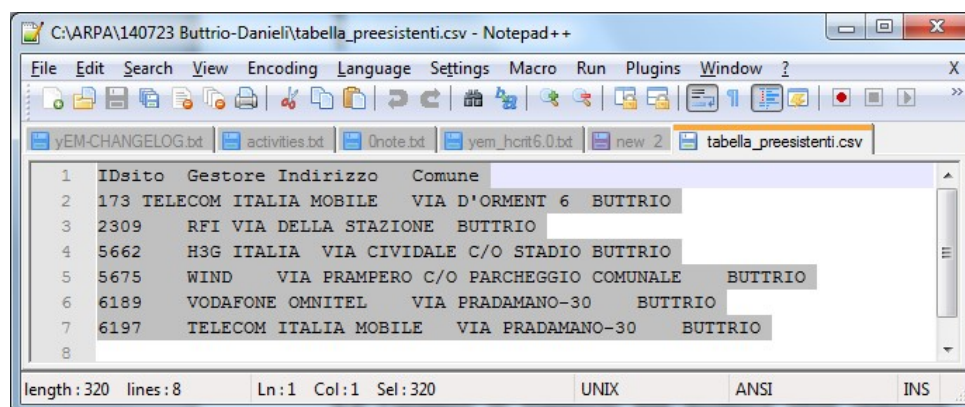 C:\ARPA\140723 Buttrio-Danieli\tabella_preesistenti.csv - Notepad++
File Edit Search View Encoding Language Settings Macro Run Plugins Window ? X
yEM-CHANGELOG.txt activities.txt 0note.txt yem_hcrit6.0.txt new 2 tabella_preesistenti.csv
1 IDsito Gestore Indirizzo Comune
2 173 TELECOM ITALIA MOBILE VIA D'ORMENT 6 BUTTRIO
3 2309 RFI VIA DELLA STAZIONE BUTTRIO
4 5662 H3G ITALIA VIA CIVIDALE C/O STADIO BUTTRIO
5 5675 WIND VIA PRAMPERO C/O PARCHEGGIO COMUNALE BUTTRIO
6 6189 VODAFONE OMNITEL VIA PRADAMANO-30 BUTTRIO
7 6197 TELECOM ITALIA MOBILE VIA PRADAMANO-30 BUTTRIO
8
length : 320 lines : 8 Ln : 1 Col : 1 Sel : 320 UNIX ANSI INS